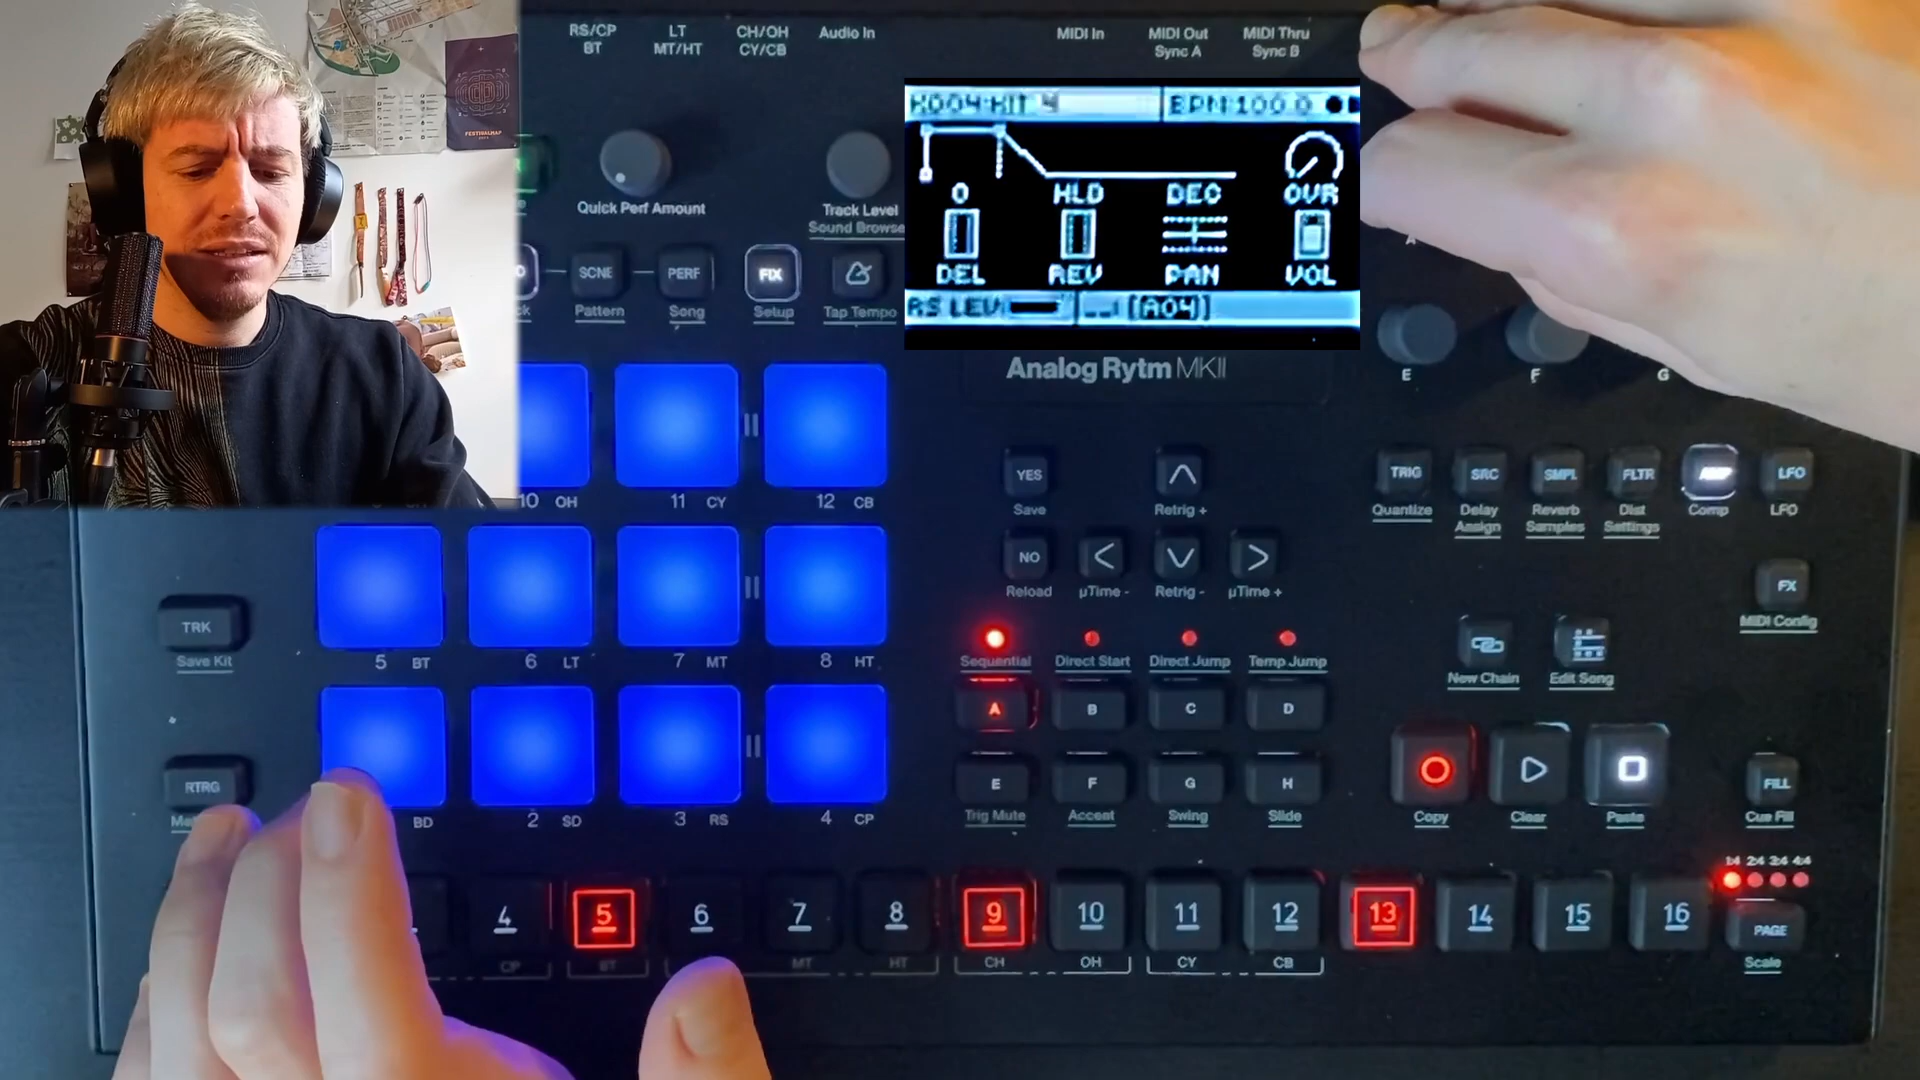 RS/CP
BT
LT
MT/HT
CH/OH
CY/CB
Audio In
MIDI In
MIDI Out
Sync A
MIDI Thru
Sync B
FESTIVALMAP
K004:KIT 4
BPM:100.0
0
HLD
DEC
OVR
DEL
REV
PAN
VOL
RS LEV
[A04]
Quick Perf Amount
Track Level
Sound Browse
SCNE
PERF
FIX
Pattern
Song
Setup
Tap Tempo
Analog Rytm MKII
E
F
G
10 OH
11 CY
12 CB
YES
Save
Retrig +
TRIG
SRC
SMPL
FLTR
AMP
LFO
Quantize
Delay
Assign
Reverb
Samples
Dist
Settings
Comp
LFO
NO
Reload
µTime -
Retrig -
µTime +
FX
MIDI Config
TRK
Save Kit
5 BT
6 LT
7 MT
8 HT
Sequential
Direct Start
Direct Jump
Temp Jump
New Chain
Edit Song
A
B
C
D
RTRG
E
F
G
H
FILL
BD
2 SD
3 RS
4 CP
Trig Mute
Accent
Swing
Slide
Copy
Clear
Paste
Cue Fill
1:4 2:4 3:4 4:4
4
5
6
7
8
9
10
11
12
13
14
15
16
PAGE
CP
BT
MT
HT
CH
OH
CY
CB
Scale